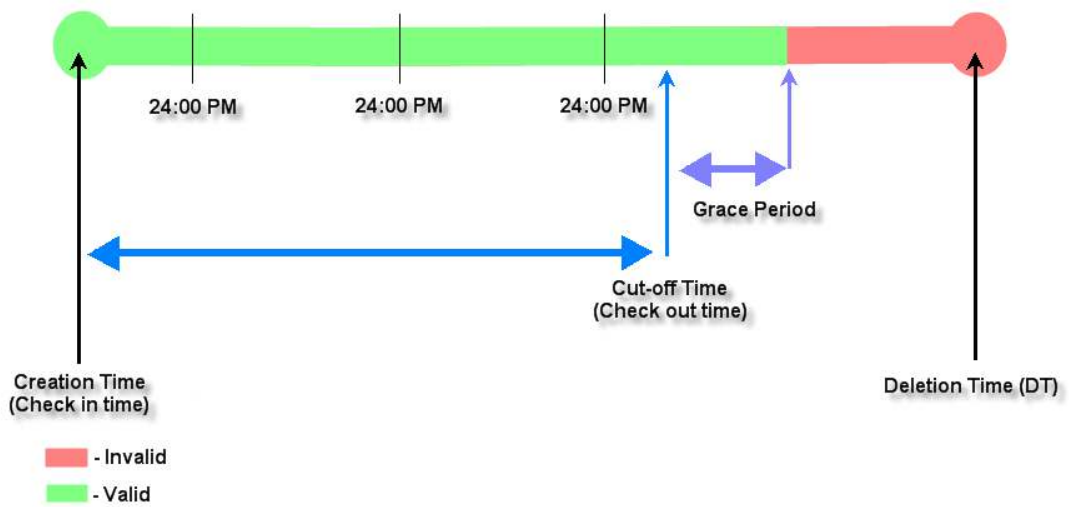 24:00 PM
24:00 PM
24:00 PM
Grace Period
Cut-off Time
(Check out time)
Creation Time
(Check in time)
Deletion Time (DT)
- Invalid
- Valid